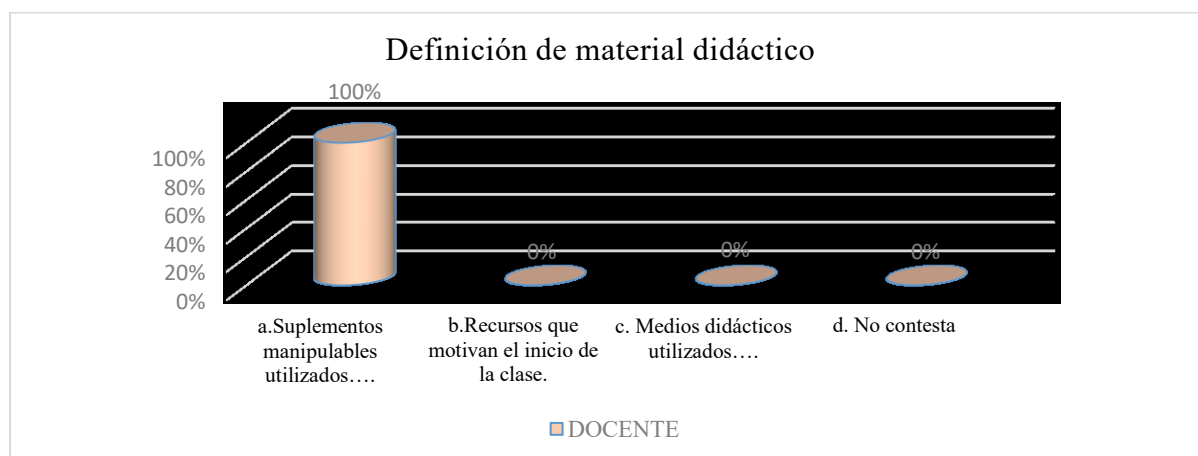 Definición de material didáctico
100%
100%
80%
60%
40%
20%
0%
0%
0%
0%
a.Suplementos
manipulables
utilizados….
b.Recursos que
motivan el inicio de
la clase.
c. Medios didácticos
utilizados….
d. No contesta
DOCENTE